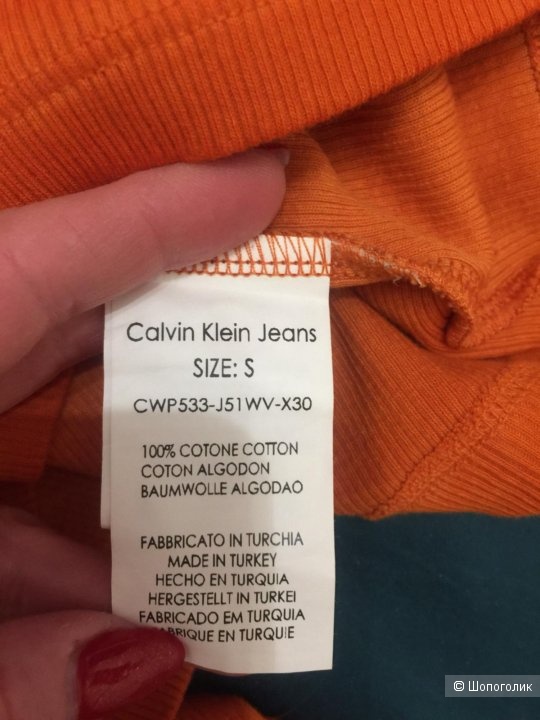 Calvin Klein Jeans
SIZE: S
CWP533-J51WV-X30
100% COTONE COTTON
COTON ALGODON
BAUMWOLLE ALGODAO
FABBRICATO IN TURCHIA
MADE IN TURKEY
HECHO EN TURQUIA
HERGESTELLT IN TURKEI
FABRICADO EM TURQUIA
EN TURQUIE
© Шопоголик